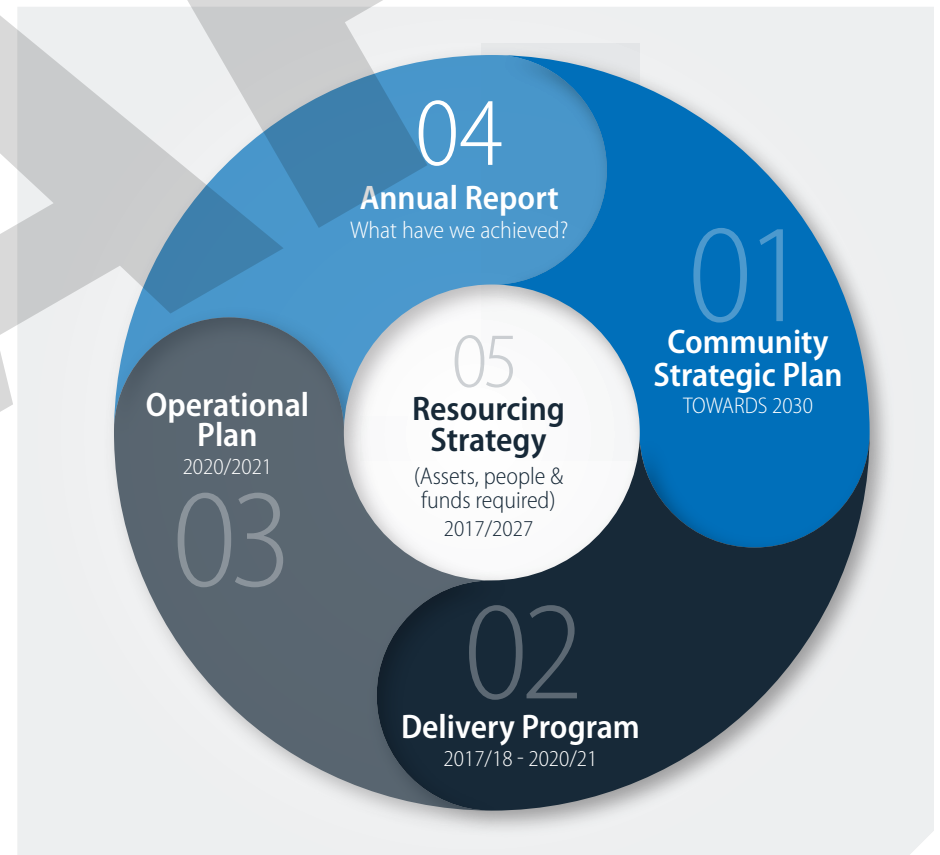 04
Annual Report
What have we achieved?
01
Community
Strategic Plan
TOWARDS 2030
05
Resourcing
Strategy
(Assets, people &
funds required)
2017/2027
Operational
Plan
2020/2021
03
02
Delivery Program
2017/18 - 2020/21